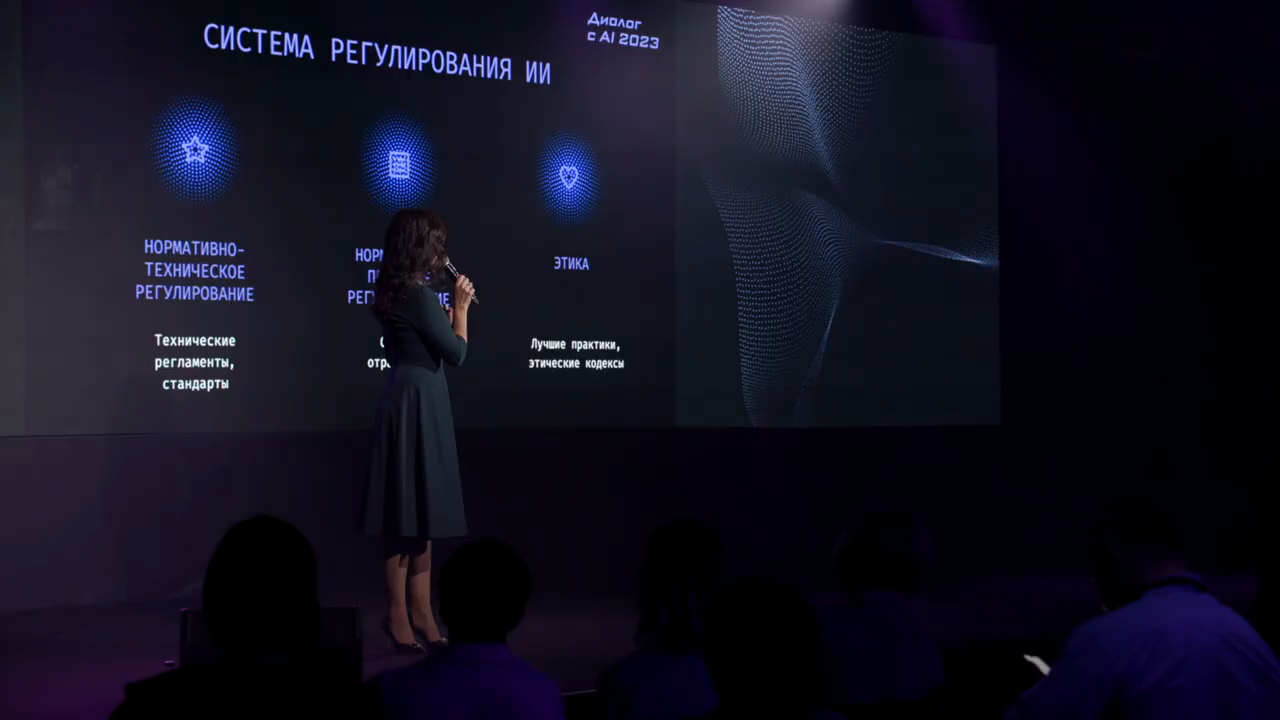 СИСТЕМА РЕГУЛИРОВАНИЯ ИИ
Диалог
с AI 2023
НОРМАТИВНО-
ТЕХНИЧЕСКОЕ
РЕГУЛИРОВАНИЕ
Технические
регламенты,
стандарты
ЭТИКА
Лучшие практики,
этические кодексы